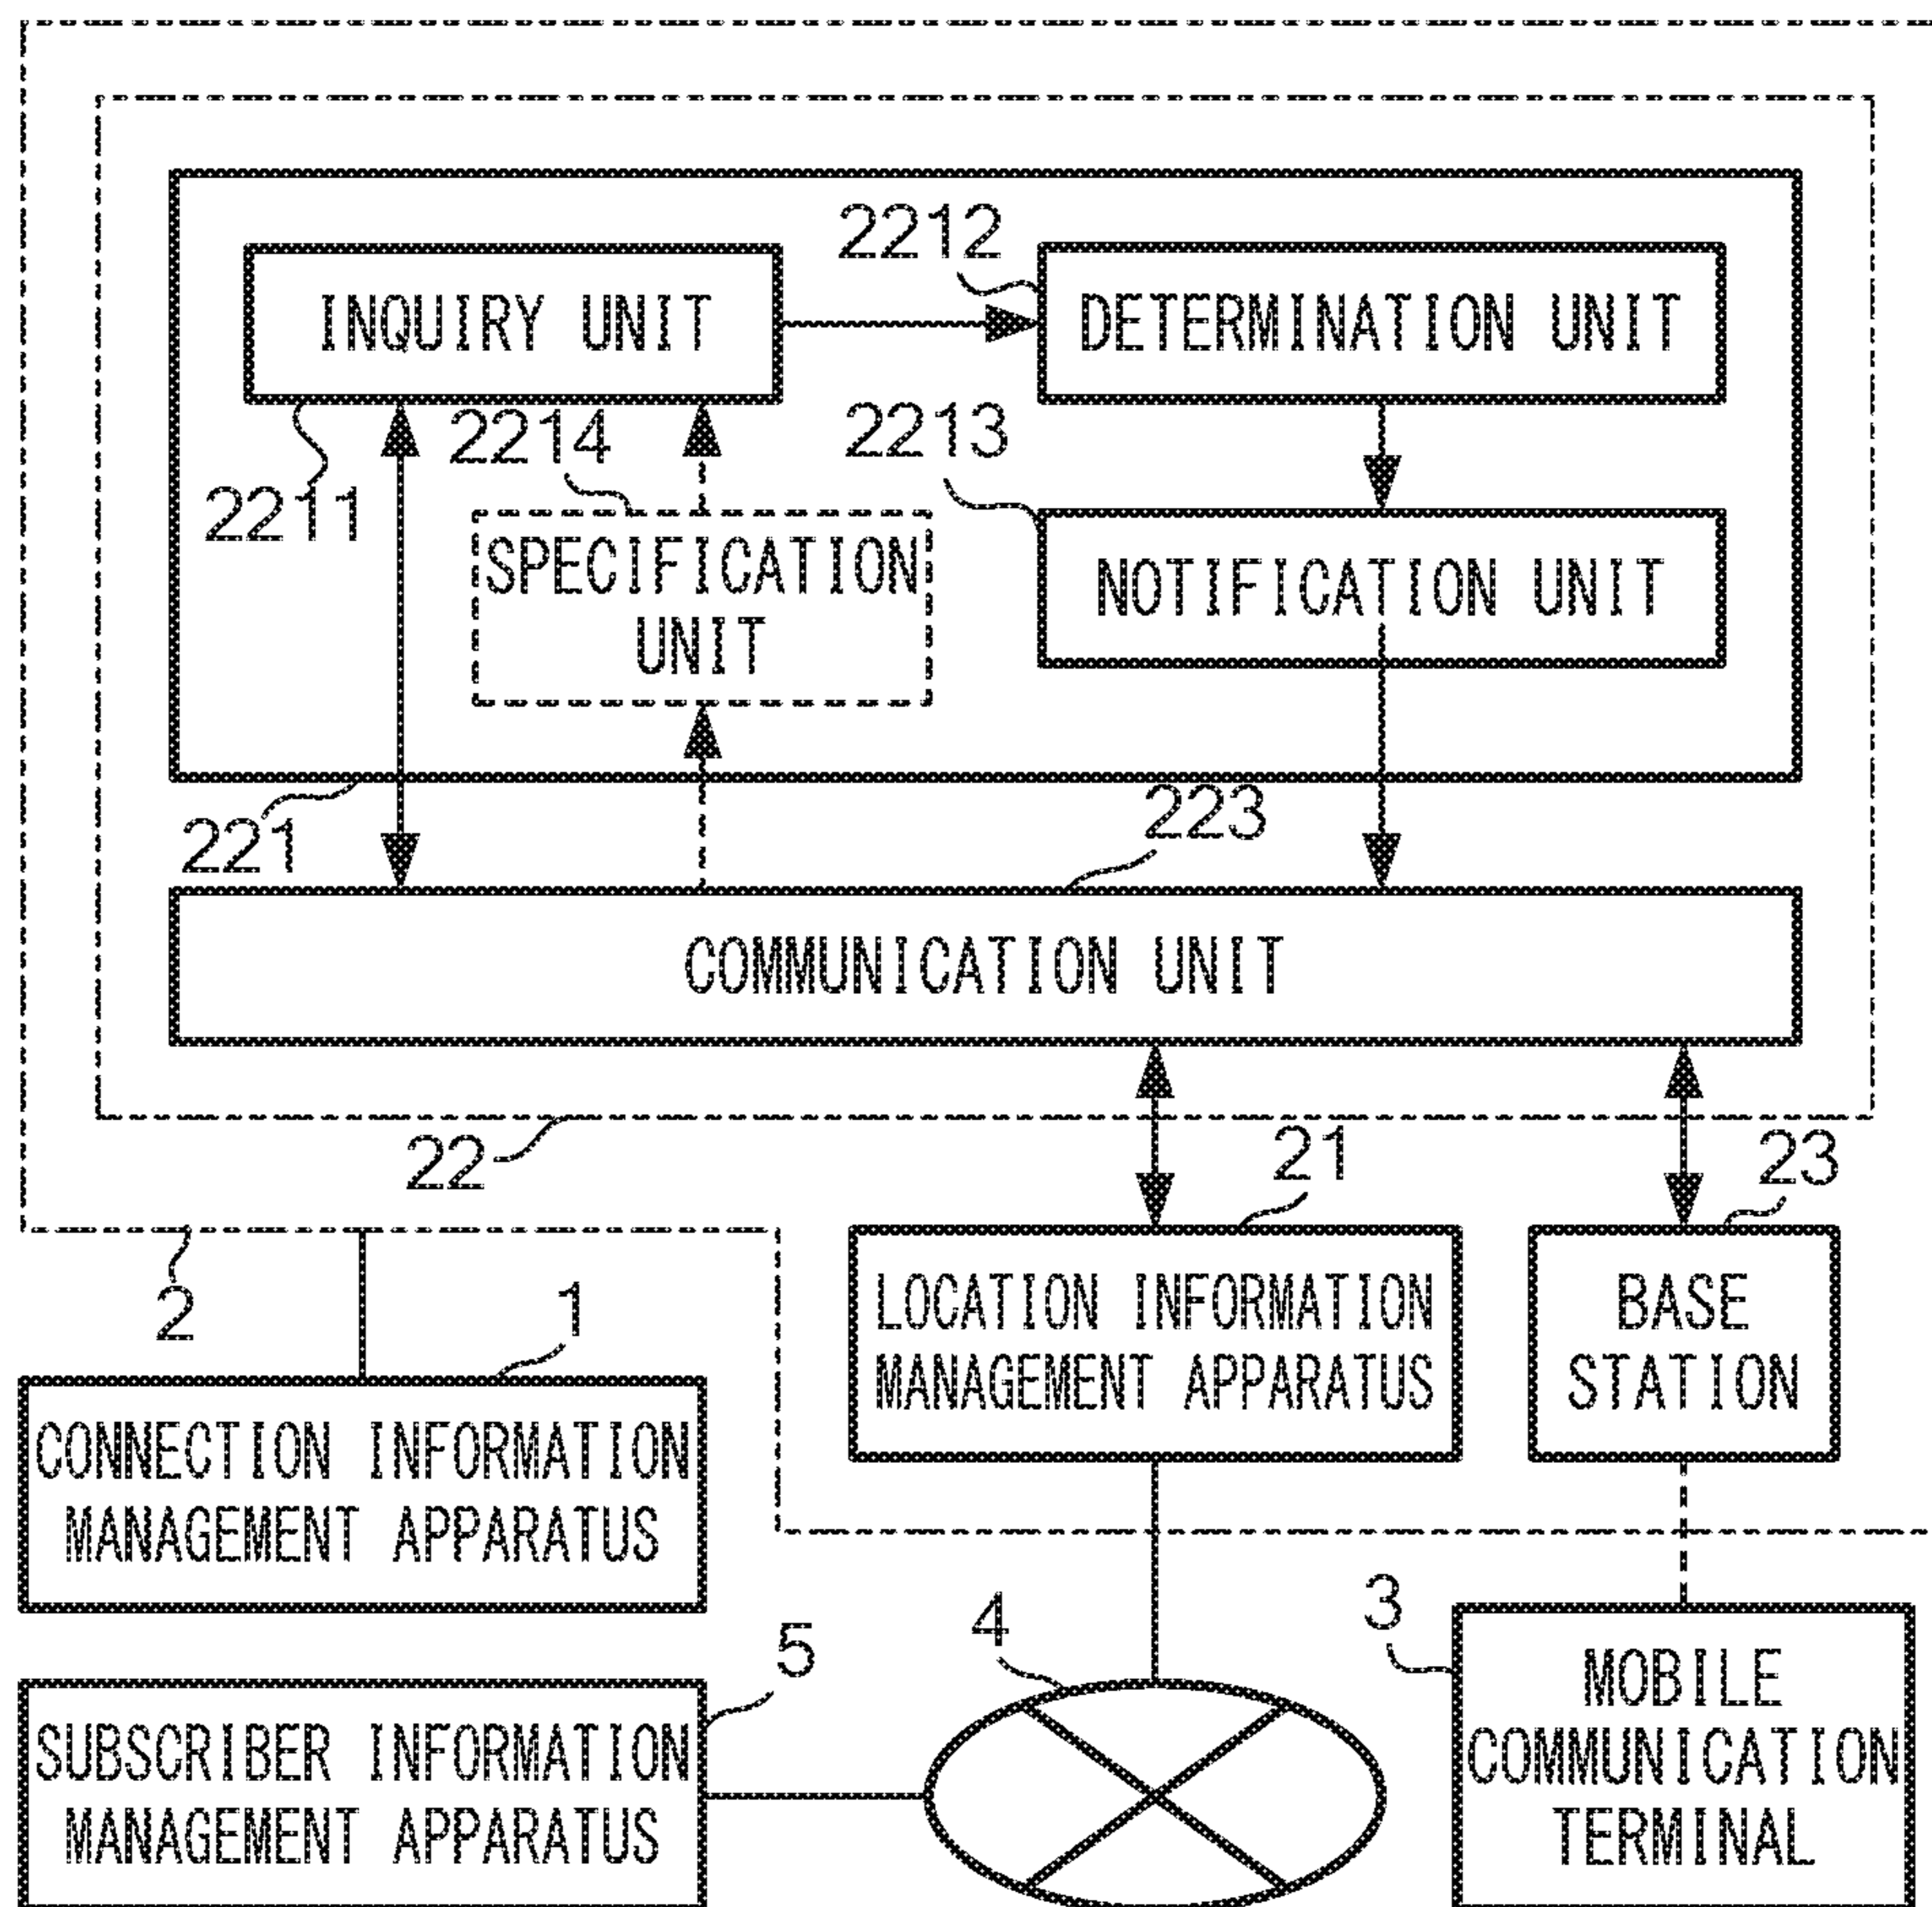 2212
INQUIRY UNIT
DETERMINATION UNIT
2214
2213
2211
SPECIFICATION
UNIT
NOTIFICATION UNIT
221
223
COMMUNICATION UNIT
22
21
23
2
1
LOCATION INFORMATION
MANAGEMENT APPARATUS
BASE
STATION
CONNECTION INFORMATION
MANAGEMENT APPARATUS
5
4
3
SUBSCRIBER INFORMATION
MANAGEMENT APPARATUS
MOBILE
COMMUNICATION
TERMINAL